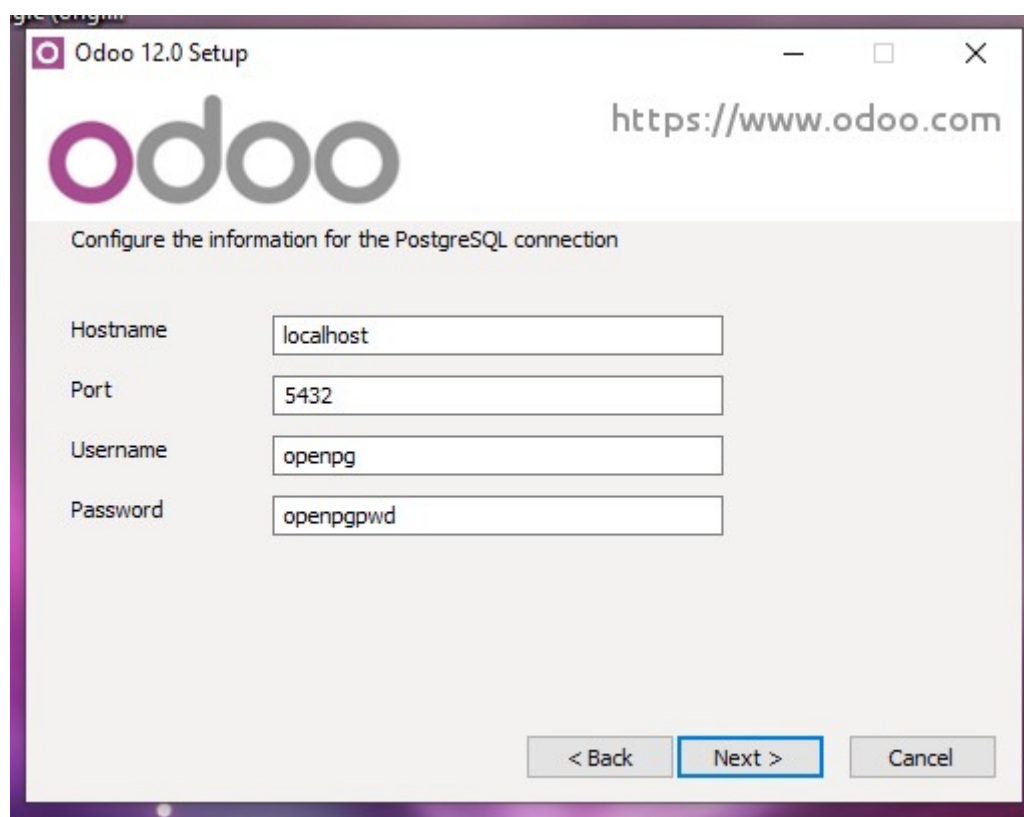 Odoo 12.0 Setup
odoo
https://www.odoo.com
Configure the information for the PostgreSQL connection
Hostname
localhost
Port
5432
Username
openpg
Password
openpgpwd
< Back
Next >
Cancel